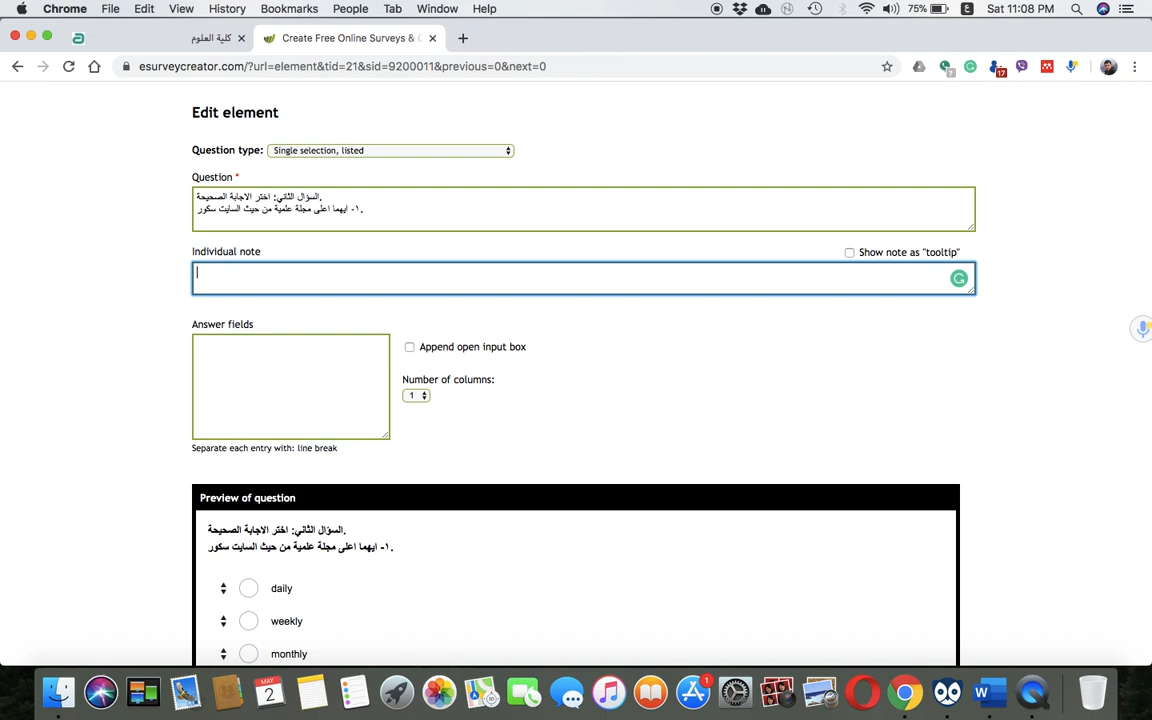 Chrome File Edit View History Bookmarks People Tab Window Help 75% ع Sat 11:08 PM
كلية العلوم
Create Free Online Surveys &
esurveycreator.com/?url=element&tid=21&sid=9200011&previous=0&next=0
17
Edit element
Question type: Single selection, listed
Question *
السؤال الثاني: اختر الاجابة الصحيحة.
١- ايهما اعلى مجلة علمية من حيث السايت سكور.
Individual note
Show note as "tooltip"
Answer fields
Append open input box
Number of columns:
1
Separate each entry with: line break
Preview of question
السؤال الثاني: اختر الاجابة الصحيحة.
١- ايهما اعلى مجلة علمية من حيث السايت سكور.
daily
weekly
monthly
MAY
2
1
W